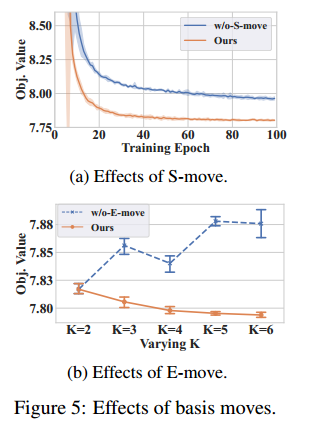 8.50
8.25
8.00
7.75
Obj. Value
w/o-S-move
Ours
0 20 40 60 80 100
Training Epoch
(a) Effects of S-move.
7.88
7.85
7.83
7.80
Obj. Value
w/o-E-move
Ours
K=2 K=3 K=4 K=5 K=6
Varying K
(b) Effects of E-move.
Figure 5: Effects of basis moves.